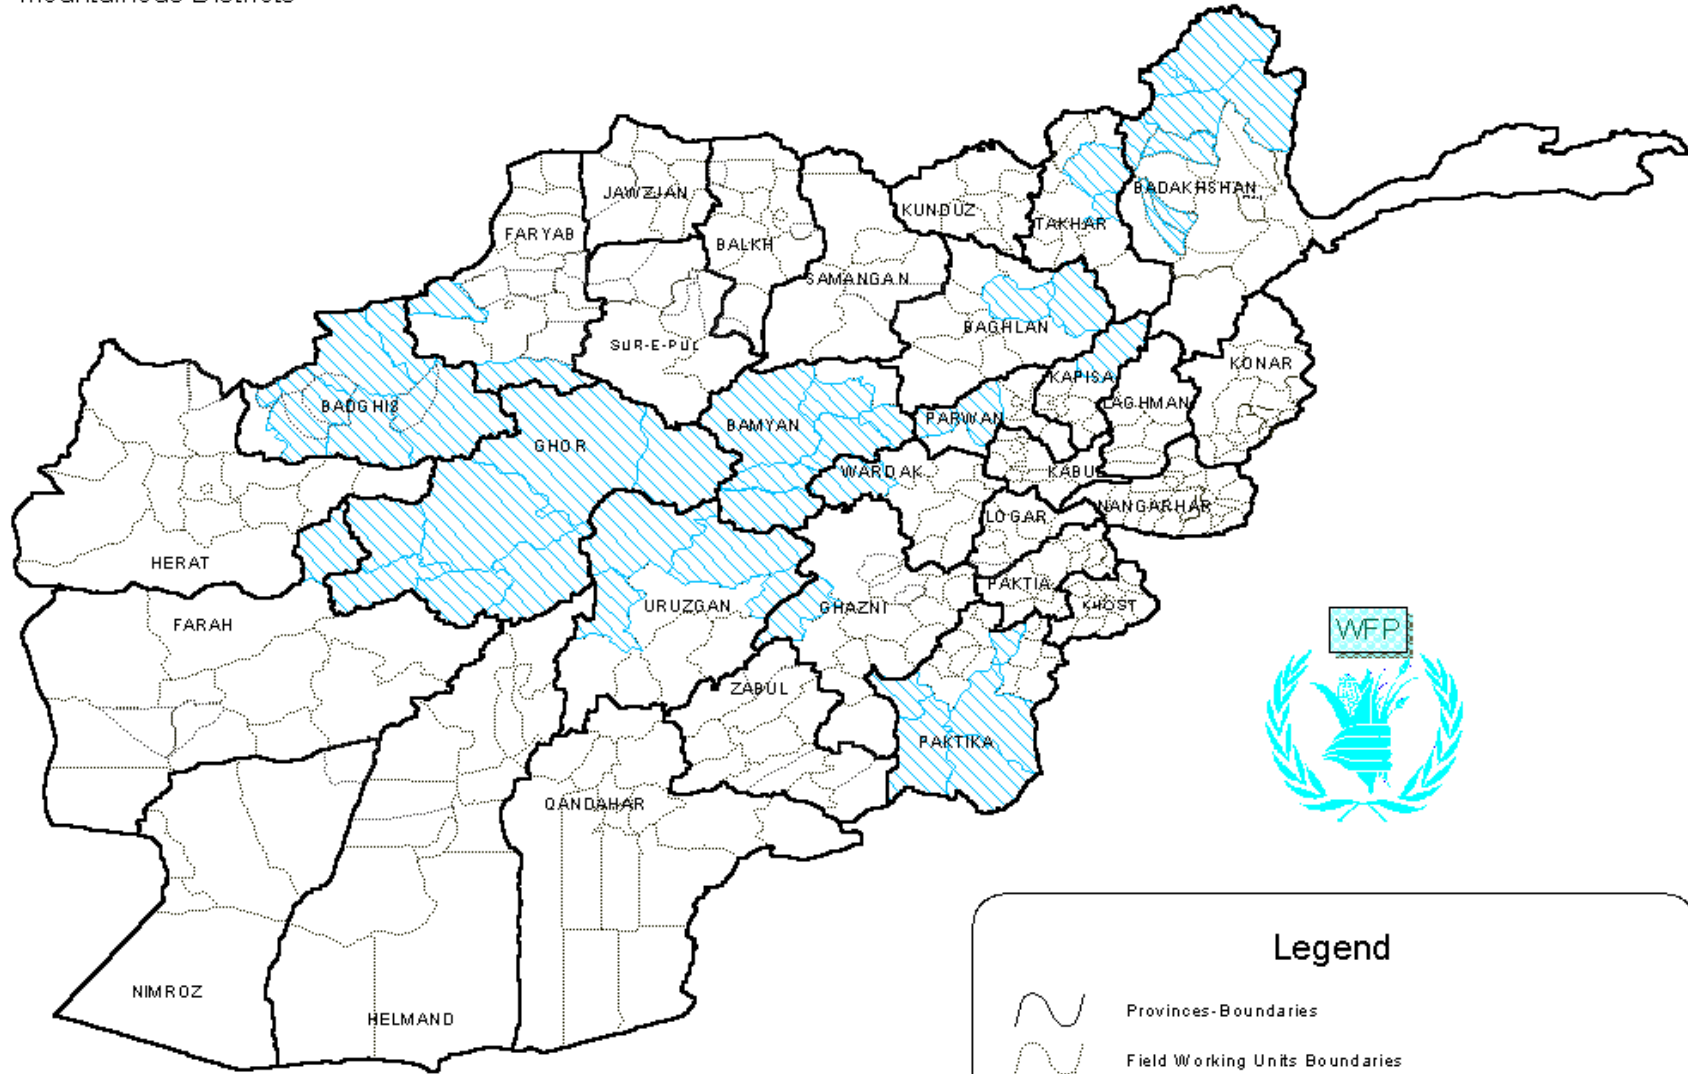 Mountainous Districts
JAWZJAN
BADAKHSHAN
KUNDUZ
TAKHAR
FARYAB
BALKH
SAMANGAN
BAGHLAN
SUR-E-PUL
KONAR
KAPISA
BADGHIS
LAGHMAN
PARWAN
BAMYAN
GHOR
WARDAK
KABUL
NANGARHAR
LOGAR
HERAT
PAKTIA
KHOST
URUZGAN
GHAZNI
FARAH
WFP
ZABUL
PAKTIKA
QANDAHAR
Legend
NIMROZ
Provinces-Boundaries
HELMAND
Field Working Units Boundaries